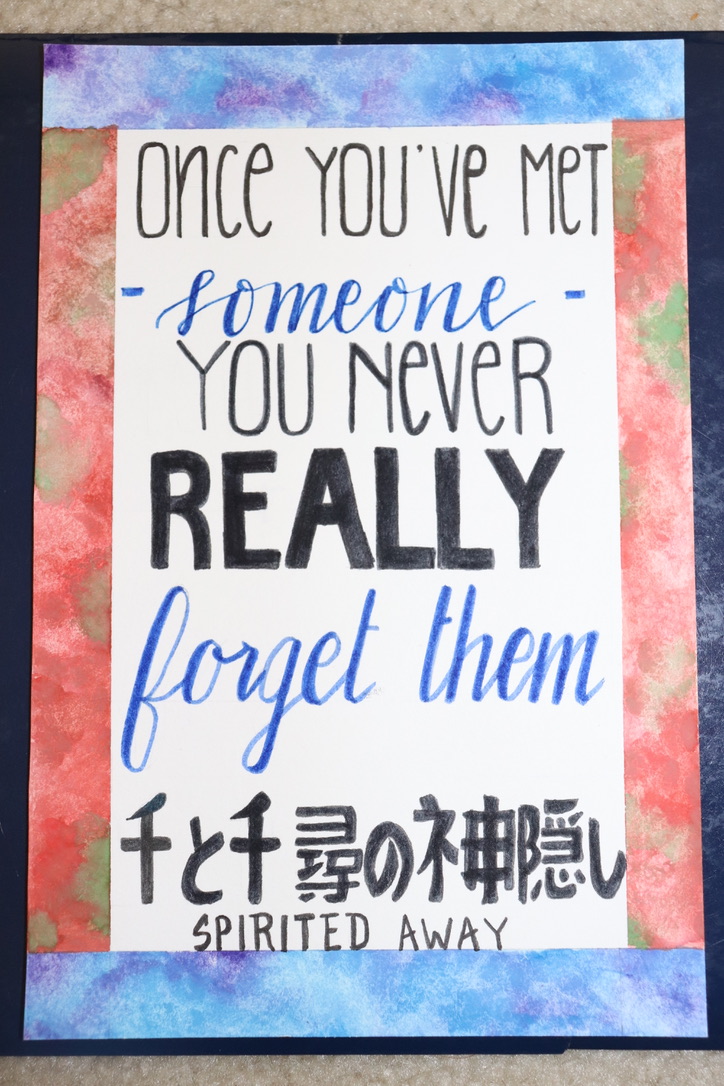 Once YOU'Ve MeT
- someone -
YOU Never
REALLY
forget them
千と千尋の神隠し
SPIRITED AWAY